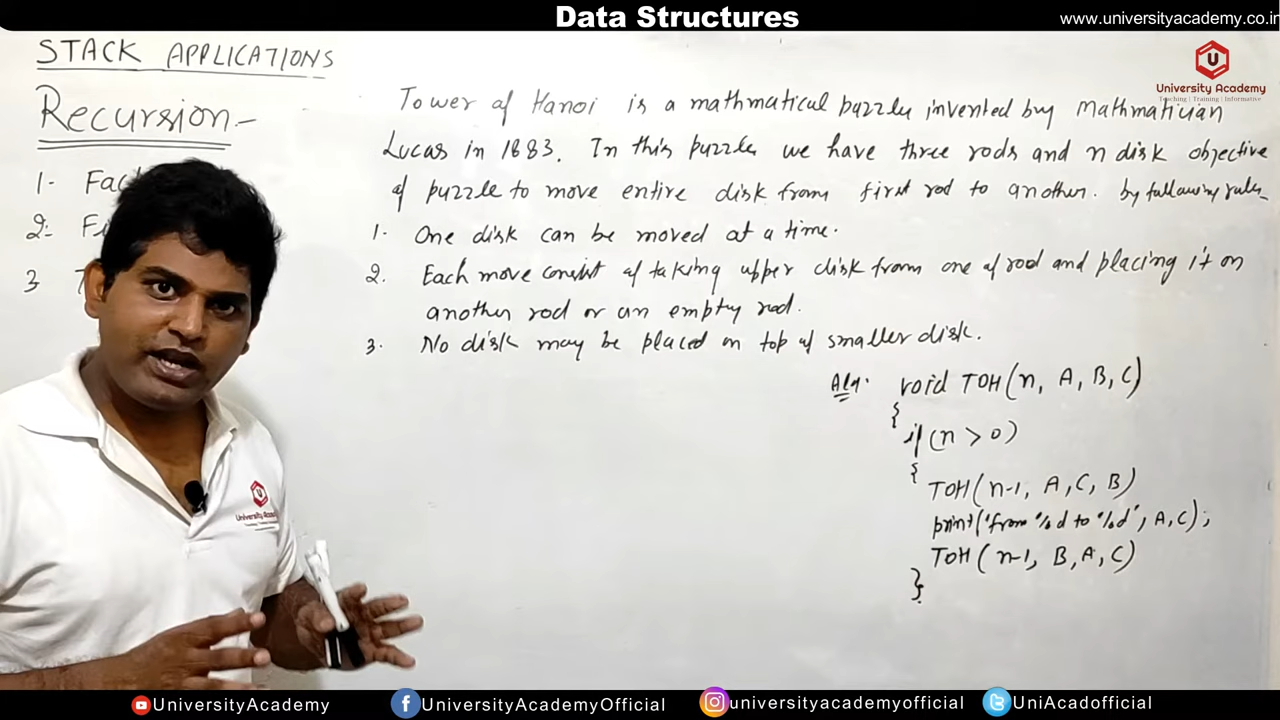 Data Structures
www.universityacademy.co.in
STACK APPLICATIONS
University Academy
Teaching | Training | Informative
Recursion -
Tower of Hanoi is a mathmatical puzzle invented by Mathmatician
Lucas in 1883. In this puzzle we have three rods and n disk objective
of puzzle to move entire disk from first rod to another. by following rules
1. One disk can be moved at a time.
2. Each move consist of taking upper disk from one of rod and placing it on
another rod or an empty rod.
3. No disk may be placed on top of smaller disk.
1. Fac
2. F
3
Alg. void TOH(n, A, B, C)
{
if (n > 0)
{
TOH(n-1, A, C, B)
print("from %d to %d", A, C);
TOH(n-1, B, A, C)
}
University Academy
UniversityAcademy
UniversityAcademyOfficial
universityacademyofficial
UniAcadofficial